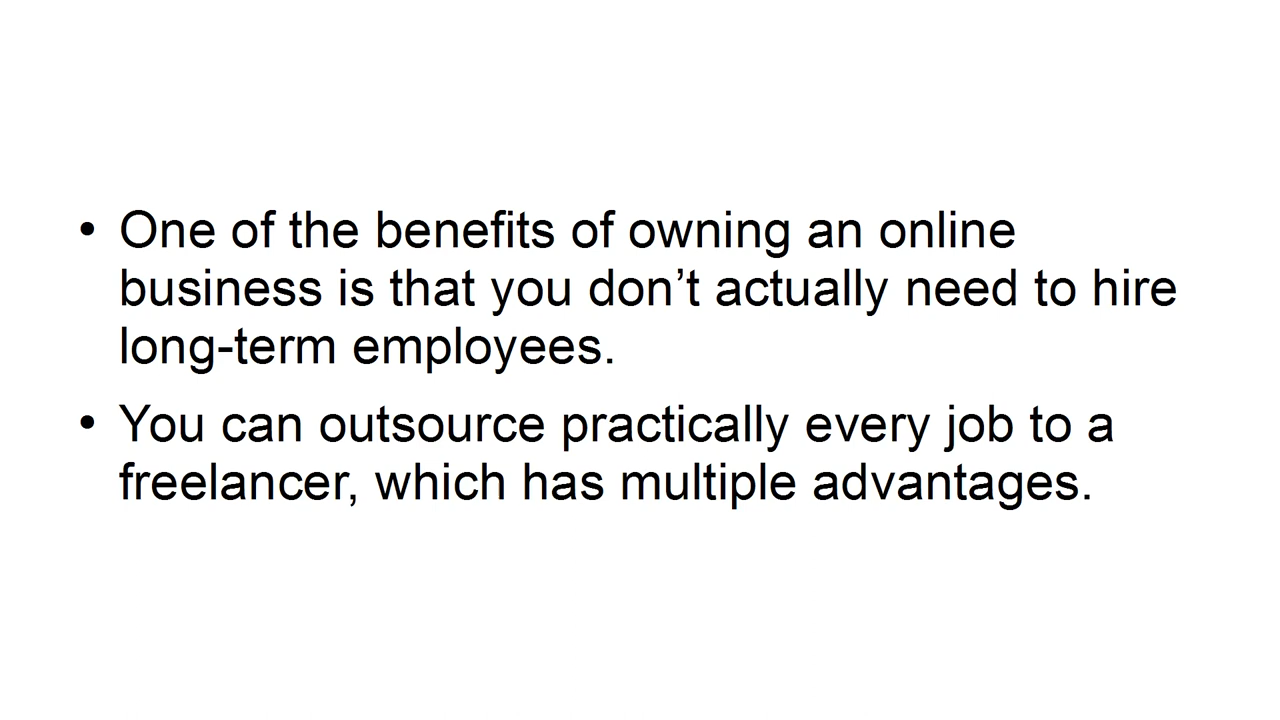 • One of the benefits of owning an online
business is that you don’t actually need to hire
long-term employees.
• You can outsource practically every job to a
freelancer, which has multiple advantages.